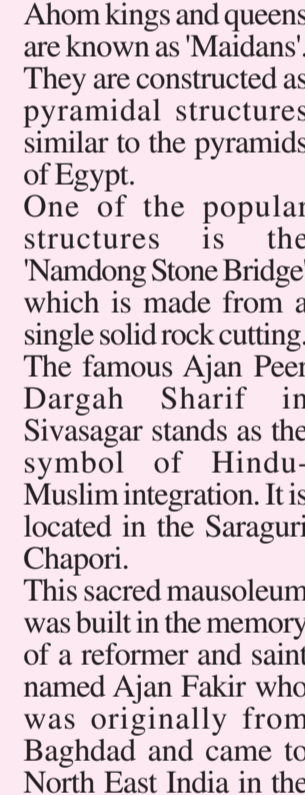 Ahom kings and queens
are known as 'Maidans'.
They are constructed as
pyramidal structures
similar to the pyramids
of Egypt.
One of the popular
structures is the
'Namdong Stone Bridge'
which is made from a
single solid rock cutting.
The famous Ajan Peer
Dargah Sharif in
Sivasagar stands as the
symbol of Hindu-
Muslim integration. It is
located in the Saraguri
Chapori.
This sacred mausoleum
was built in the memory
of a reformer and saint
named Ajan Fakir who
was originally from
Baghdad and came to
North East India in the